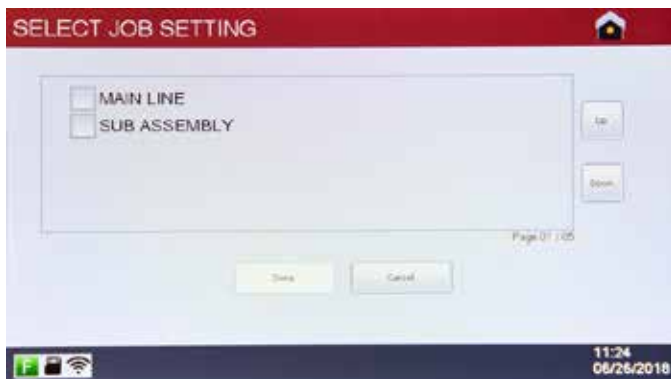 SELECT JOB SETTING
MAIN LINE
SUB ASSEMBLY
Up
Down
Page 01 / 05
Done
Cancel
F
11:24
06/26/2018